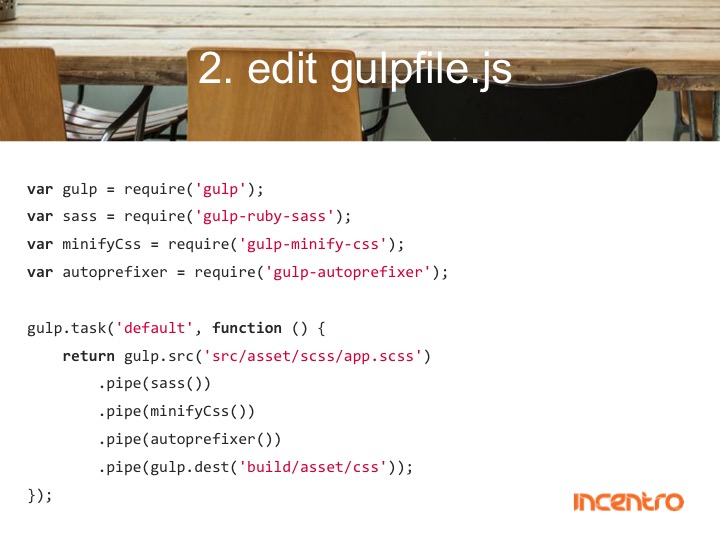 2. edit gulpfile.js
var gulp = require('gulp');
var sass = require('gulp-ruby-sass');
var minifyCss = require('gulp-minify-css');
var autoprefixer = require('gulp-autoprefixer');
gulp.task('default', function () {
    return gulp.src('src/asset/scss/app.scss')
        .pipe(sass())
        .pipe(minifyCss())
        .pipe(autoprefixer())
        .pipe(gulp.dest('build/asset/css'));
});
incentro